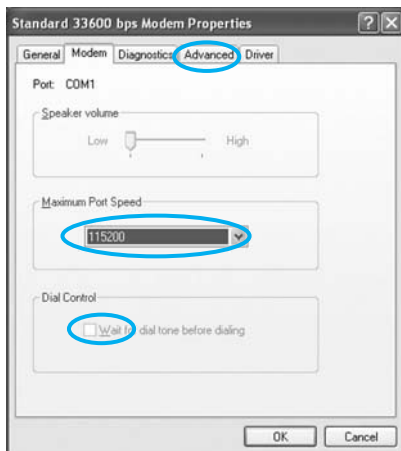 Standard 33600 bps Modem Properties
General Modem Diagnostics Advanced Driver
Port: COM1
Speaker volume
Low High
Maximum Port Speed
115200
Dial Control
Wait for dial tone before dialing
OK Cancel